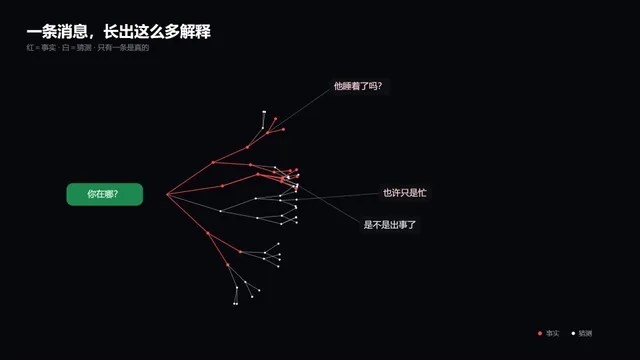 一条消息，长出这么多解释
红=事实·白=猜测·只有一条是真的
他睡着了吗？
你在哪？
也许只是忙
是不是出事了
事实
猜测